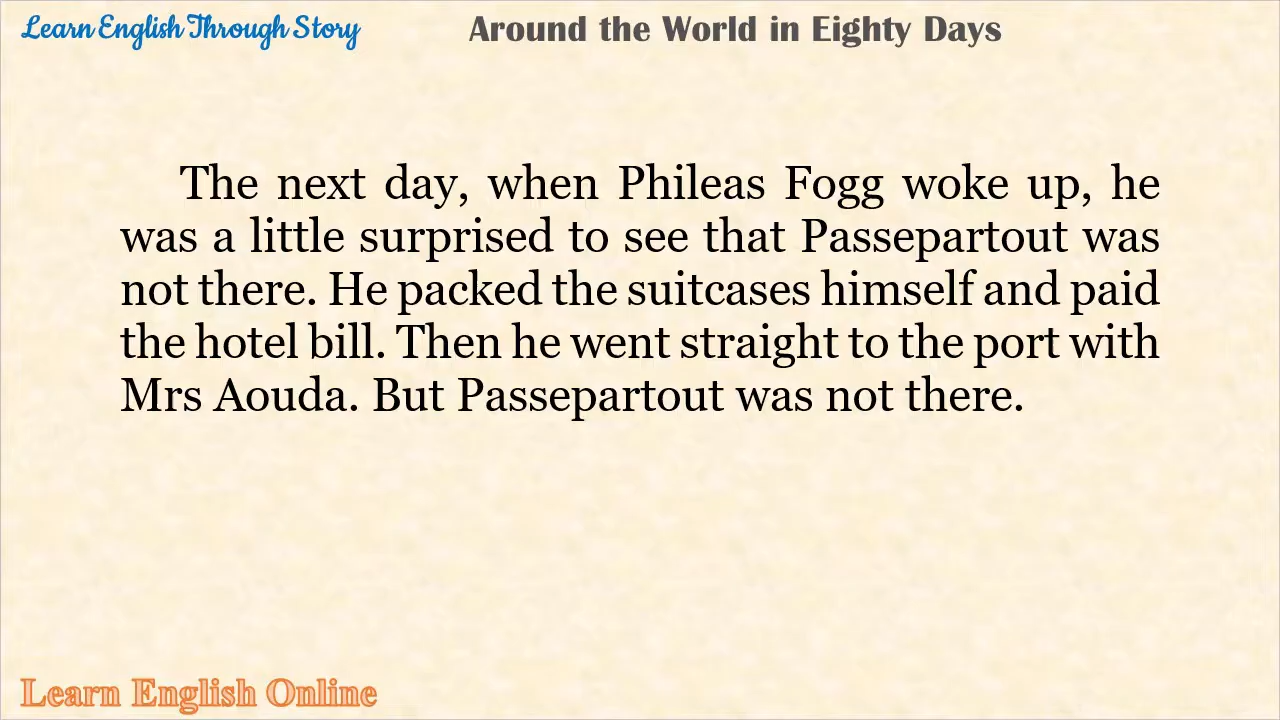 Learn English Through Story
Around the World in Eighty Days
The next day, when Phileas Fogg woke up, he
was a little surprised to see that Passepartout was
not there. He packed the suitcases himself and paid
the hotel bill. Then he went straight to the port with
Mrs Aouda. But Passepartout was not there.
Learn English Online